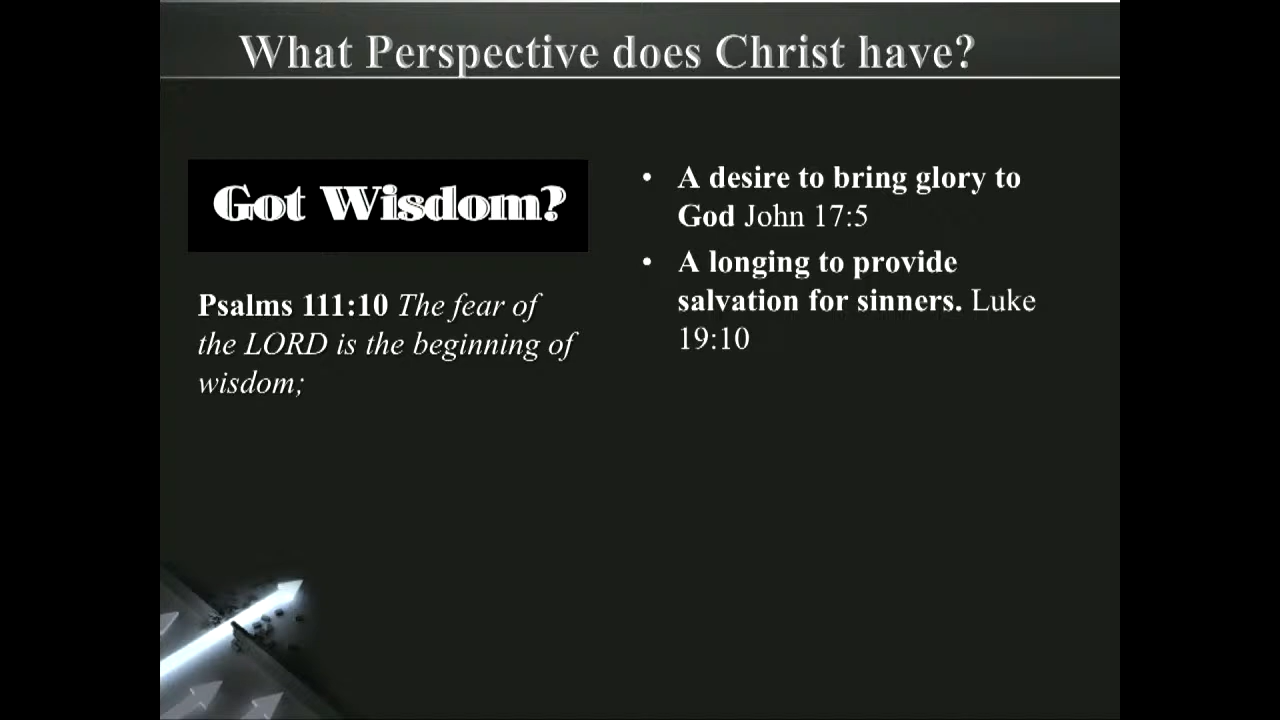 What Perspective does Christ have?
Got Wisdom?
Psalms 111:10 The fear of
the LORD is the beginning of
wisdom;
• A desire to bring glory to
God John 17:5
• A longing to provide
salvation for sinners. Luke
19:10